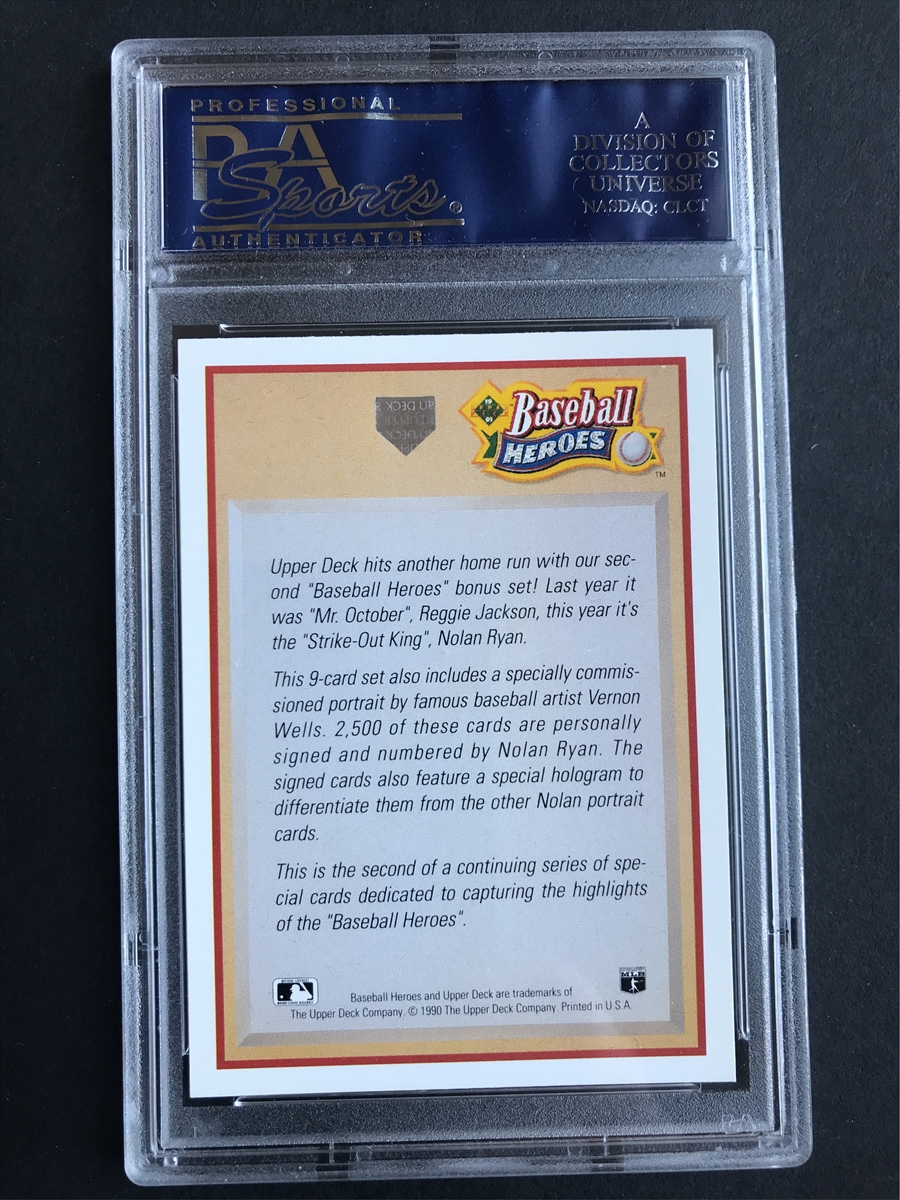 PROFESSIONAL
PSA
Sports®
AUTHENTICATOR
A
DIVISION OF
COLLECTORS
UNIVERSE
NASDAQ: CLCT
Baseball
HEROES
TM
Upper Deck hits another home run with our sec-
ond "Baseball Heroes" bonus set! Last year it
was "Mr. October", Reggie Jackson, this year it's
the "Strike-Out King", Nolan Ryan.
This 9-card set also includes a specially commis-
sioned portrait by famous baseball artist Vernon
Wells. 2,500 of these cards are personally
signed and numbered by Nolan Ryan. The
signed cards also feature a special hologram to
differentiate them from the other Nolan portrait
cards.
This is the second of a continuing series of spe-
cial cards dedicated to capturing the highlights
of the "Baseball Heroes".
Baseball Heroes and Upper Deck are trademarks of
The Upper Deck Company. © 1990 The Upper Deck Company. Printed in U.S.A.